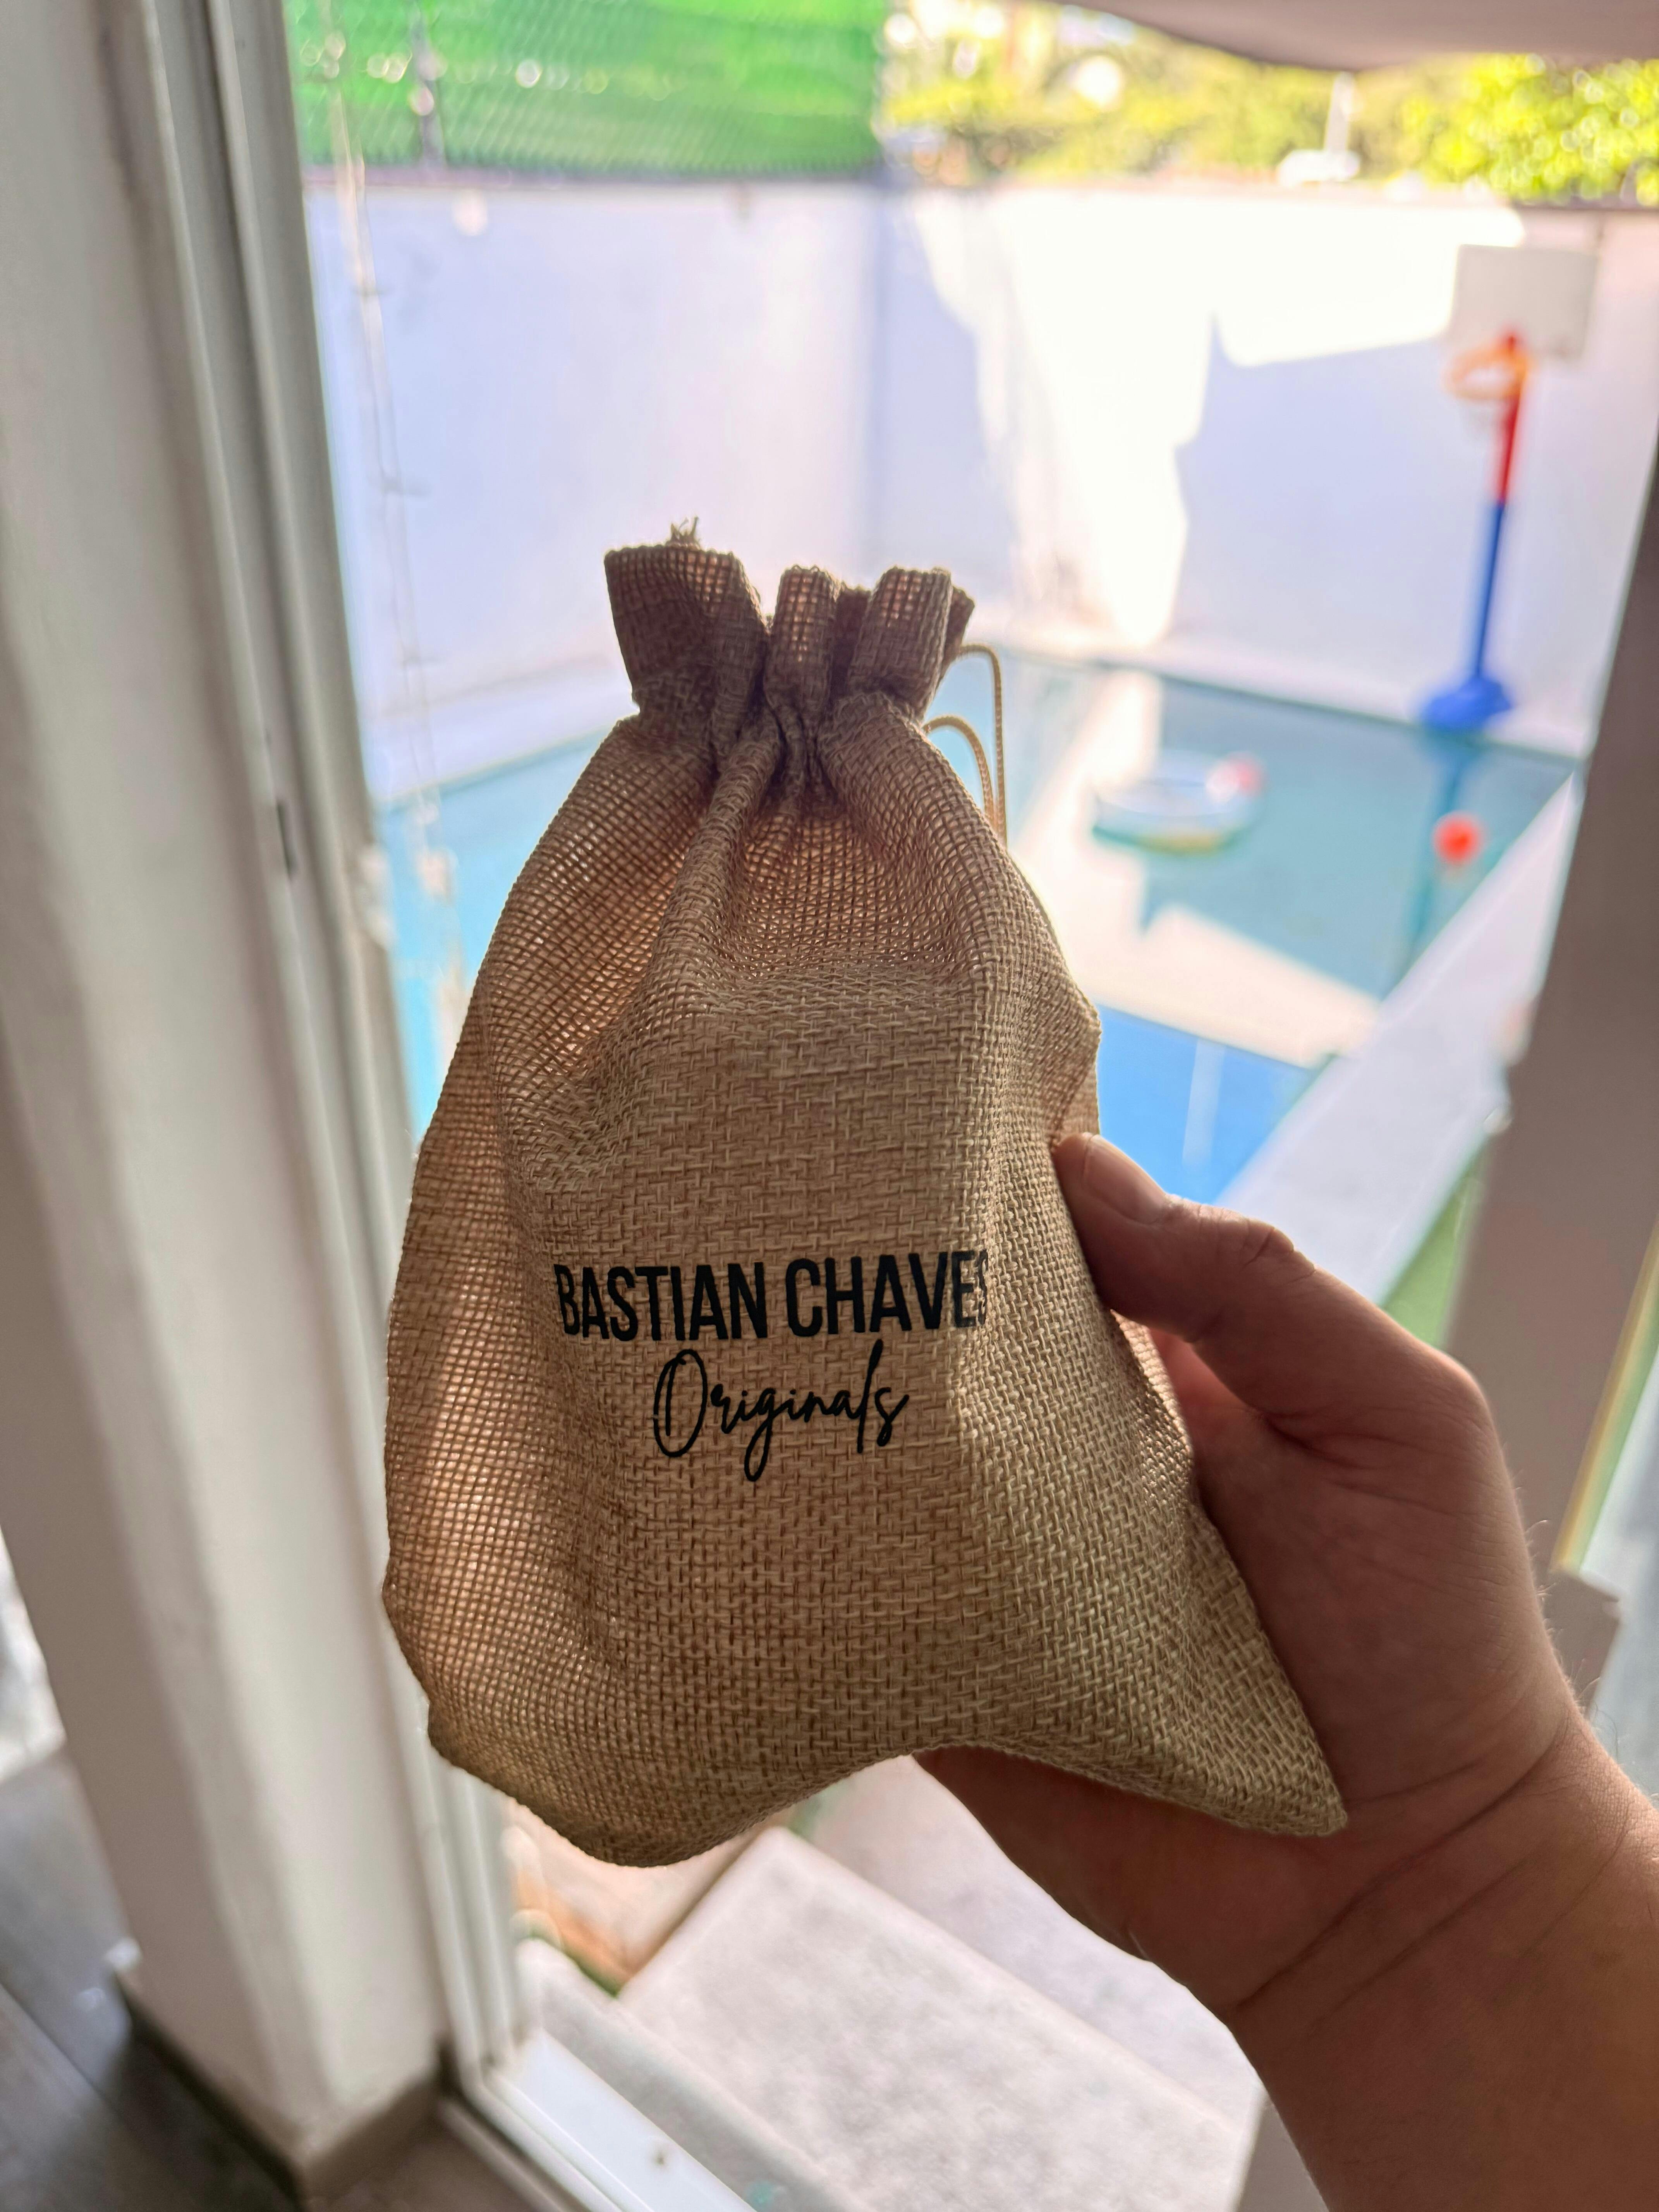 BASTIAN CHAVES
Originals